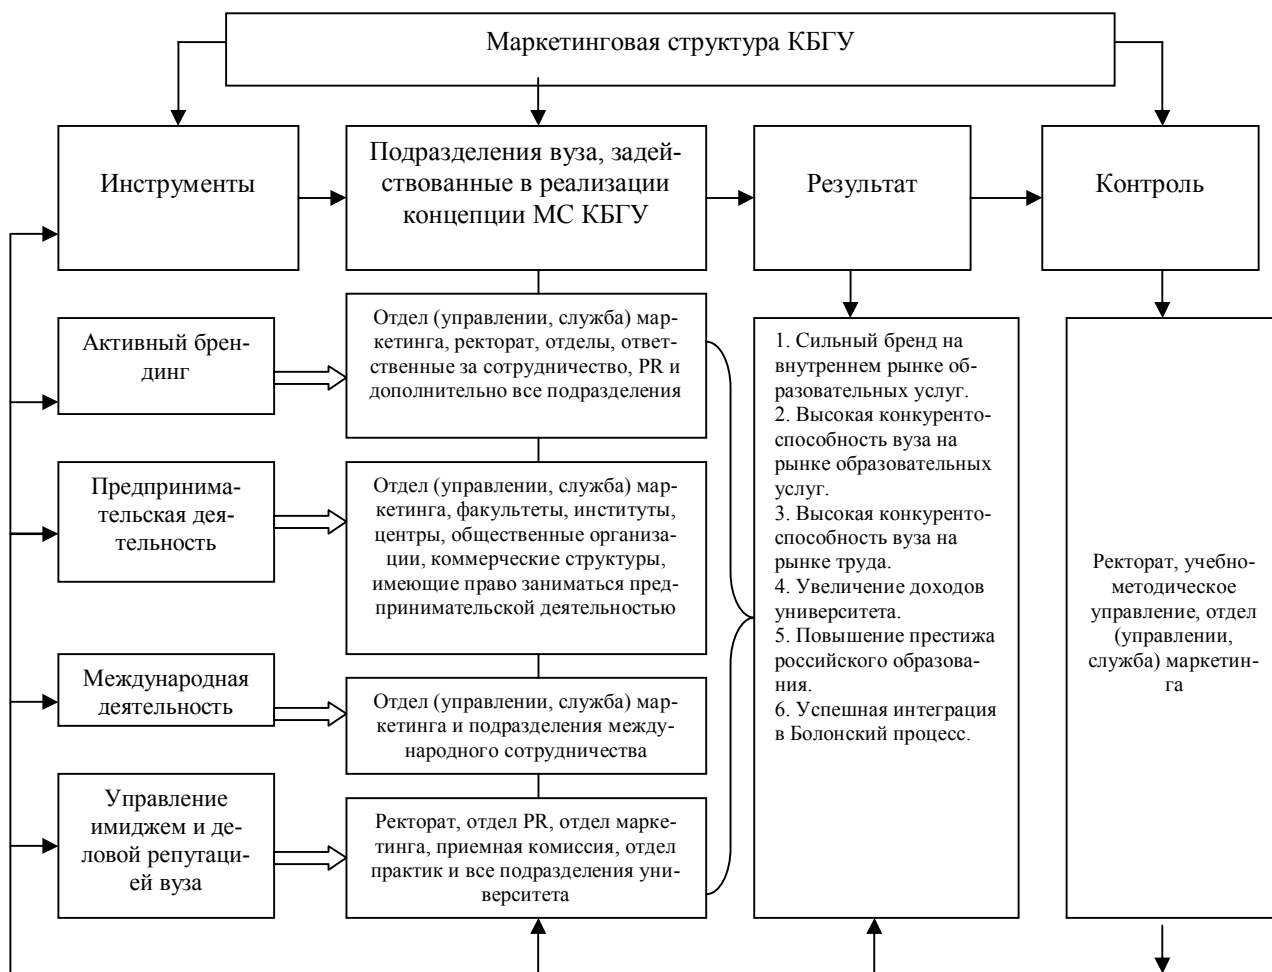 Маркетинговая структура КБГУ
Инструменты
Подразделения вуза, задей-
ствованные в реализации
концепции МС КБГУ
Результат
Контроль
Активный брен-
динг
Отдел (управлении, служба) мар-
кетинга, ректорат, отделы, ответ-
ственные за сотрудничество, PR и
дополнительно все подразделения
Предпринима-
тельская дея-
тельность
Отдел (управлении, служба) мар-
кетинга, факультеты, институты,
центры, общественные организа-
ции, коммерческие структуры,
имеющие право заниматься пред-
принимательской деятельностью
Международная
деятельность
Отдел (управлении, служба) мар-
кетинга и подразделения между-
народного сотрудничества
Управление
имиджем и де-
ловой репутаци-
ей вуза
Ректорат, отдел PR, отдел марке-
тинга, приемная комиссия, отдел
практик и все подразделения уни-
верситета
1. Сильный бренд на
внутреннем рынке об-
разовательных услуг.
2. Высокая конкуренто-
способность вуза на
рынке образовательных
услуг.
3. Высокая конкуренто-
способность вуза на
рынке труда.
4. Увеличение доходов
университета.
5. Повышение престижа
российского образова-
ния.
6. Успешная интеграция
в Болонский процесс.
Ректорат, учебно-
методическое
управление, отдел
(управлении,
служба) маркетин-
га